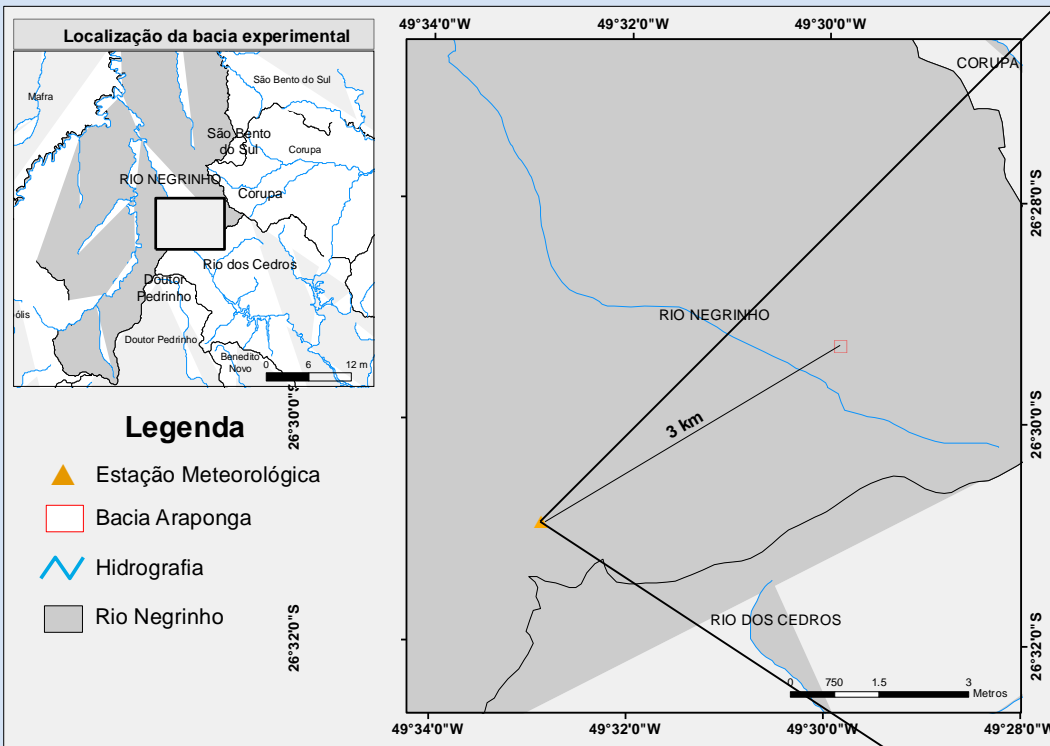 Localização da bacia experimental
Mafra
São Bento do Sul
São Bento
do Sul
Corupa
RIO NEGRINHO
Corupa
Rio dos Cedros
Doutor
Pedrinho
ólis
Doutor Pedrinho
Benedito
Novo
0 6 12 m
Legenda
Estação Meteorológica
Bacia Araponga
Hidrografia
Rio Negrinho
26°30'0"S
26°32'0"S
49°34'0"W 49°32'0"W 49°30'0"W
CORUPA
RIO NEGRINHO
3 km
RIO DOS CEDROS
0 750 1.5 3
Metros
26°28'0"S
26°30'0"S
26°32'0"S
49°34'0"W 49°32'0"W 49°30'0"W 49°28'0"W